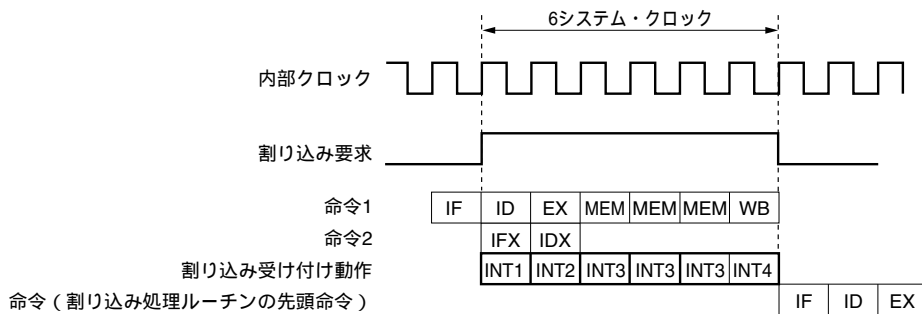 6システム・クロック
内部クロック
割り込み要求
命令1 IF ID EX MEM MEM MEM WB
命令2 IFX IDX
割り込み受け付け動作 INT1 INT2 INT3 INT3 INT3 INT4
命令（割り込み処理ルーチンの先頭命令） IF ID EX